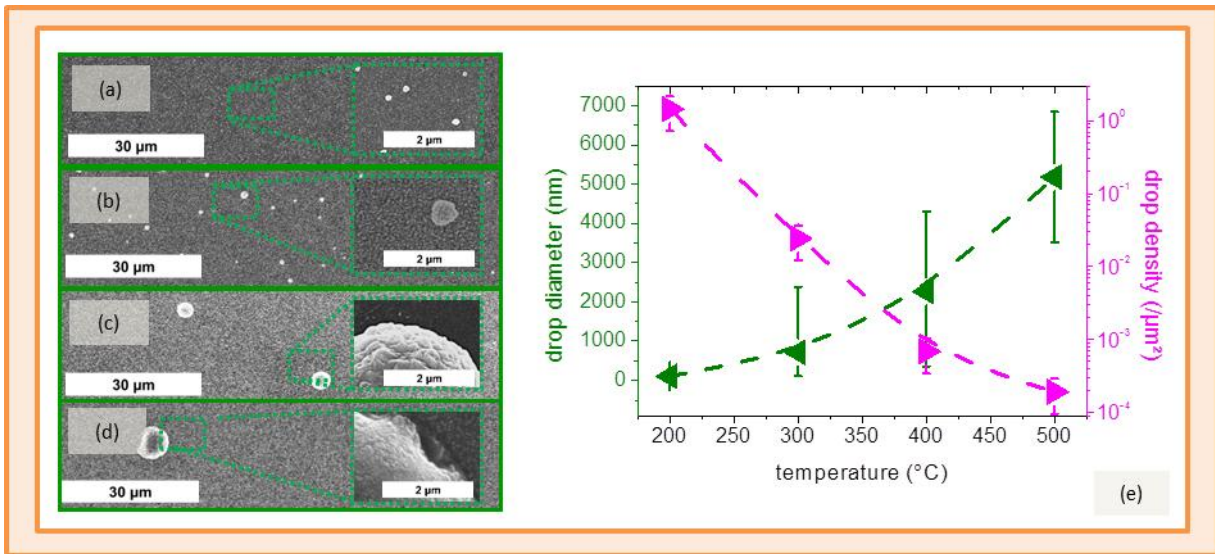 (a)
30 µm
2 µm
(b)
30 µm
2 µm
(c)
30 µm
2 µm
(d)
30 µm
2 µm
drop diameter (nm)
7000
6000
5000
4000
3000
2000
1000
0
200 250 300 350 400 450 500
temperature (°C)
10⁰
10⁻¹
10⁻²
10⁻³
10⁻⁴
drop density (/µm²)
(e)